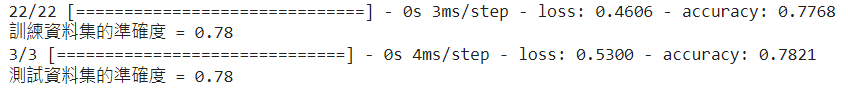 22/22 [==============================] - 0s 3ms/step - loss: 0.4606 - accuracy: 0.7768
訓練資料集的準確度 = 0.78
3/3 [==============================] - 0s 4ms/step - loss: 0.5300 - accuracy: 0.7821
測試資料集的準確度 = 0.78